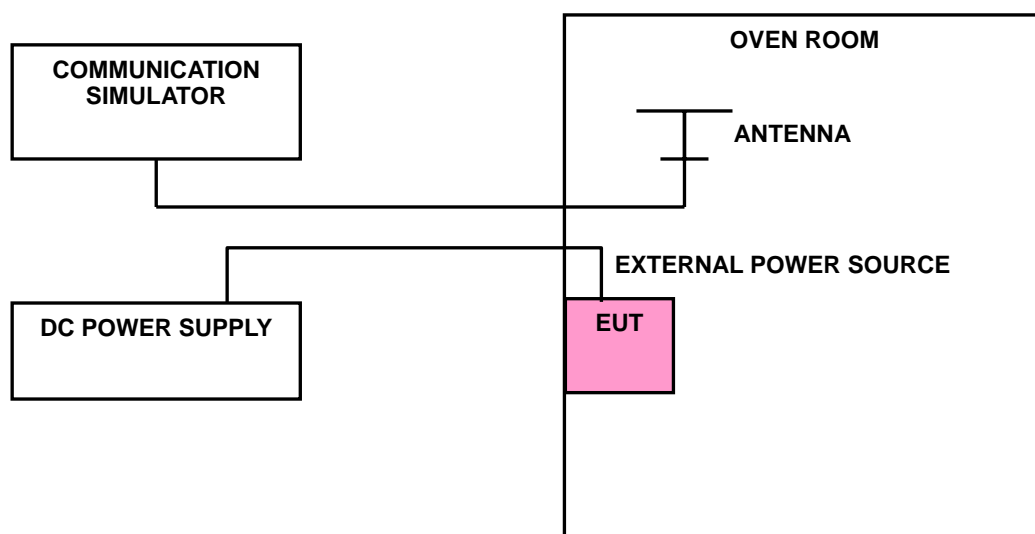 OVEN ROOM
COMMUNICATION
SIMULATOR
ANTENNA
EXTERNAL POWER SOURCE
DC POWER SUPPLY
EUT